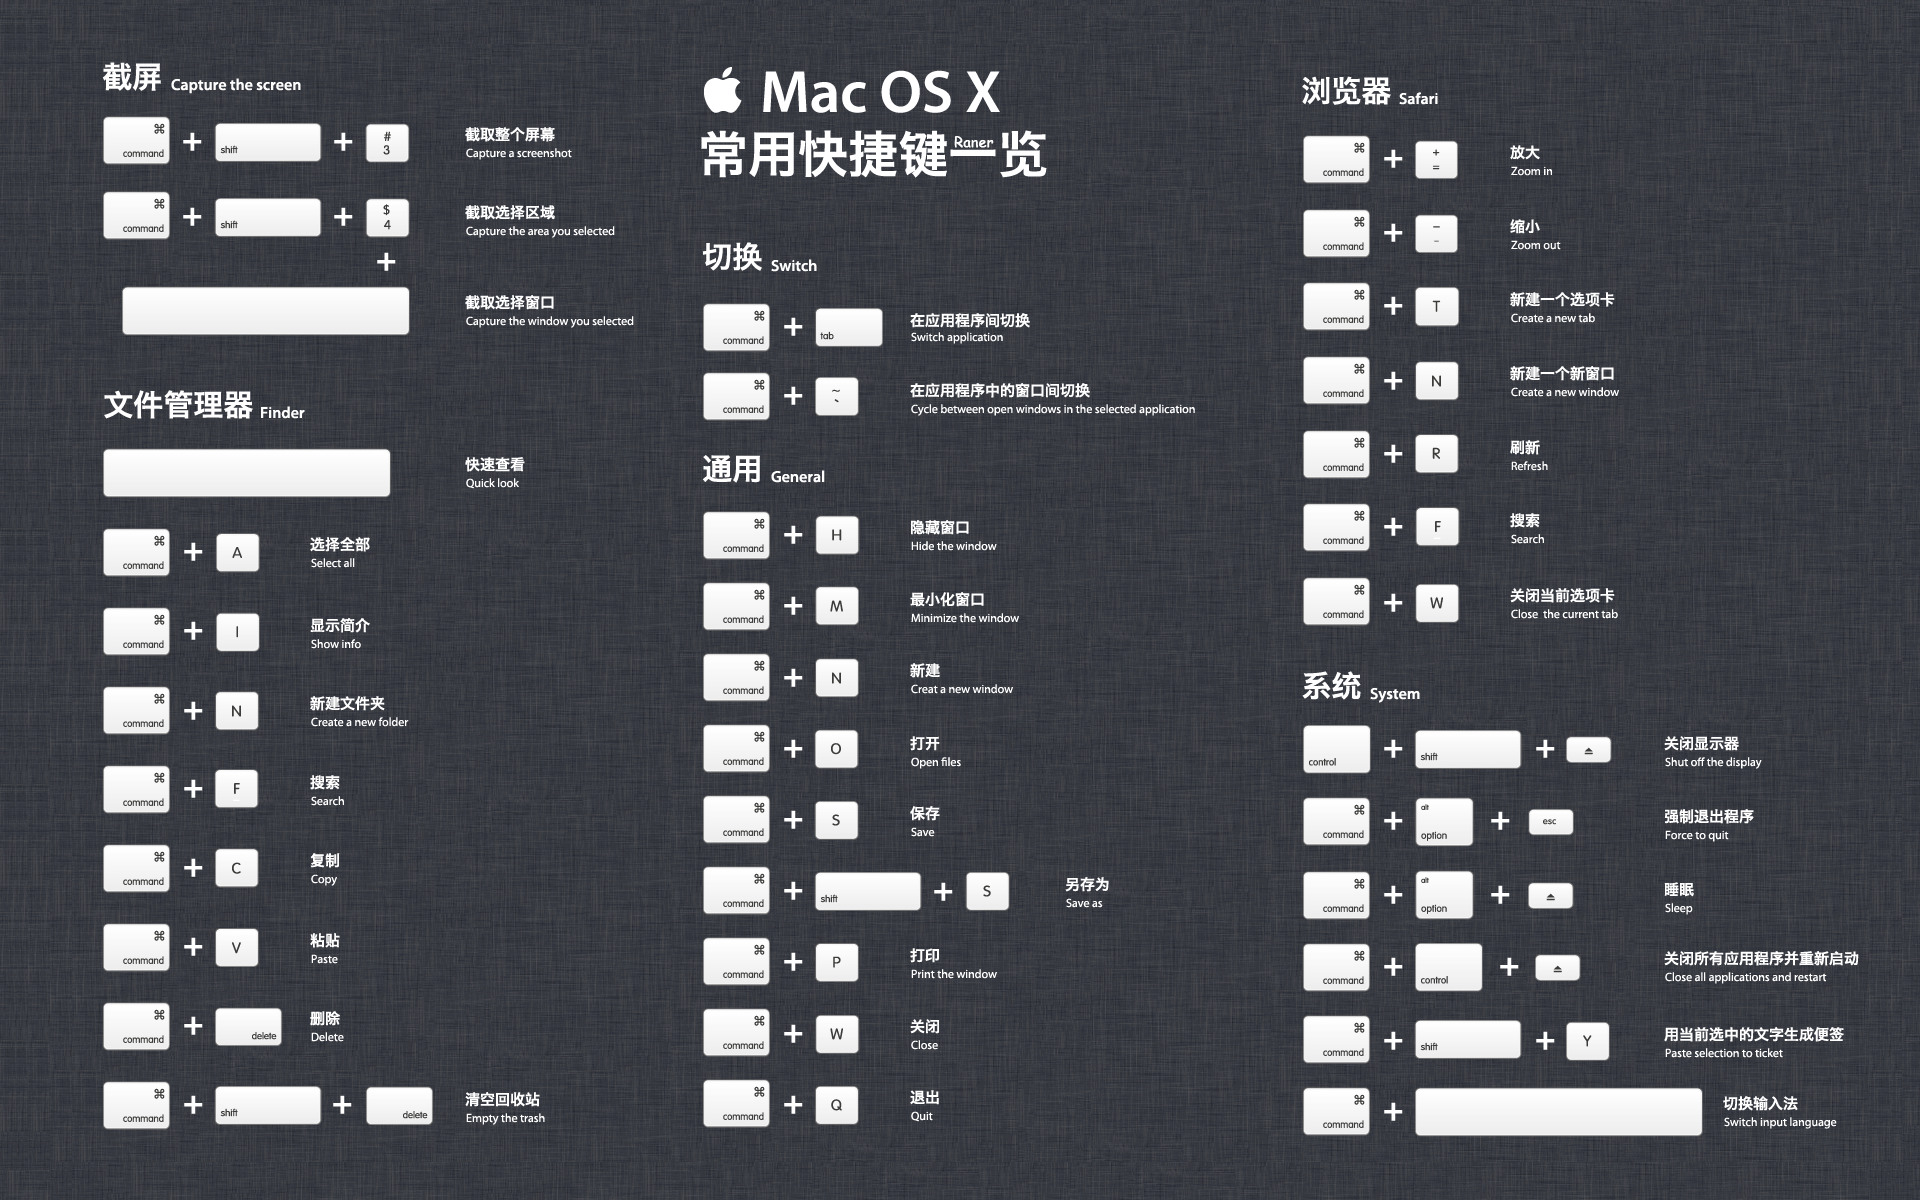 截屏 Capture the screen
⌘ command + shift + # 3 截取整个屏幕
Capture a screenshot
⌘ command + shift + $ 4 截取选择区域
Capture the area you selected
+
截取选择窗口
Capture the window you selected
文件管理器 Finder
快速查看
Quick look
⌘ command + A 选择全部
Select all
⌘ command + I 显示简介
Show info
⌘ command + N 新建文件夹
Create a new folder
⌘ command + F 搜索
Search
⌘ command + C 复制
Copy
⌘ command + V 粘贴
Paste
⌘ command + delete 删除
Delete
⌘ command + shift + delete 清空回收站
Empty the trash
Mac OS X
常用快捷键一览
Raner
切换 Switch
⌘ command + tab 在应用程序间切换
Switch application
⌘ command + ~ ` 在应用程序中的窗口间切换
Cycle between open windows in the selected application
通用 General
⌘ command + H 隐藏窗口
Hide the window
⌘ command + M 最小化窗口
Minimize the window
⌘ command + N 新建
Creat a new window
⌘ command + O 打开
Open files
⌘ command + S 保存
Save
⌘ command + shift + S 另存为
Save as
⌘ command + P 打印
Print the window
⌘ command + W 关闭
Close
⌘ command + Q 退出
Quit
浏览器 Safari
⌘ command + + = 放大
Zoom in
⌘ command + – - 缩小
Zoom out
⌘ command + T 新建一个选项卡
Create a new tab
⌘ command + N 新建一个新窗口
Create a new window
⌘ command + R 刷新
Refresh
⌘ command + F 搜索
Search
⌘ command + W 关闭当前选项卡
Close the current tab
系统 System
control + shift + ⏏ 关闭显示器
Shut off the display
⌘ command + alt option + esc 强制退出程序
Force to quit
⌘ command + alt option + ⏏ 睡眠
Sleep
⌘ command + control + ⏏ 关闭所有应用程序并重新启动
Close all applications and restart
⌘ command + shift + Y 用当前选中的文字生成便签
Paste selection to ticket
⌘ command + 切换输入法
Switch input language